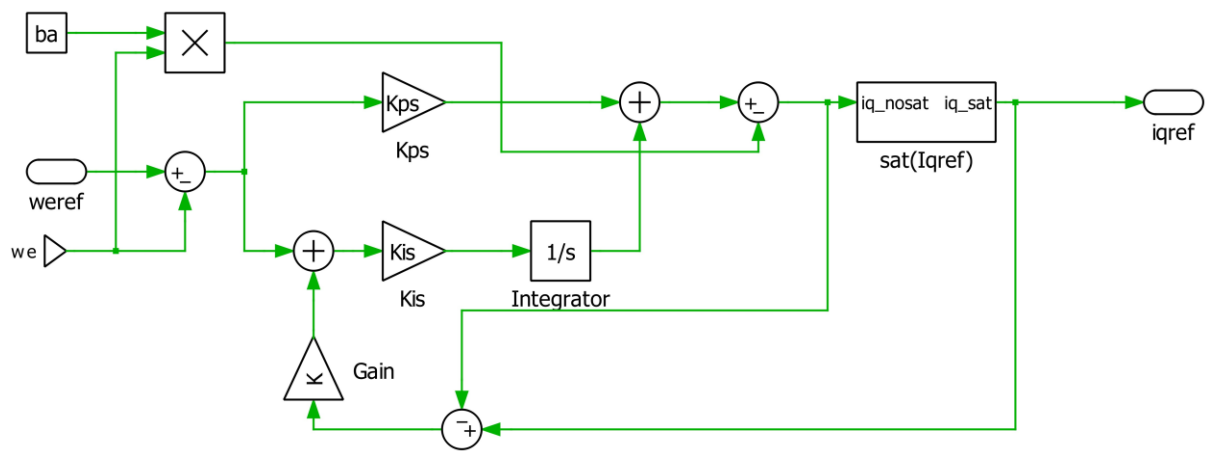 ba
Kps
iq_nosat iq_sat
+
+−
Kps
sat(Iqref)
iqref
weref
+−
we
+
Kis
1/s
Kis
Integrator
K
Gain
−+